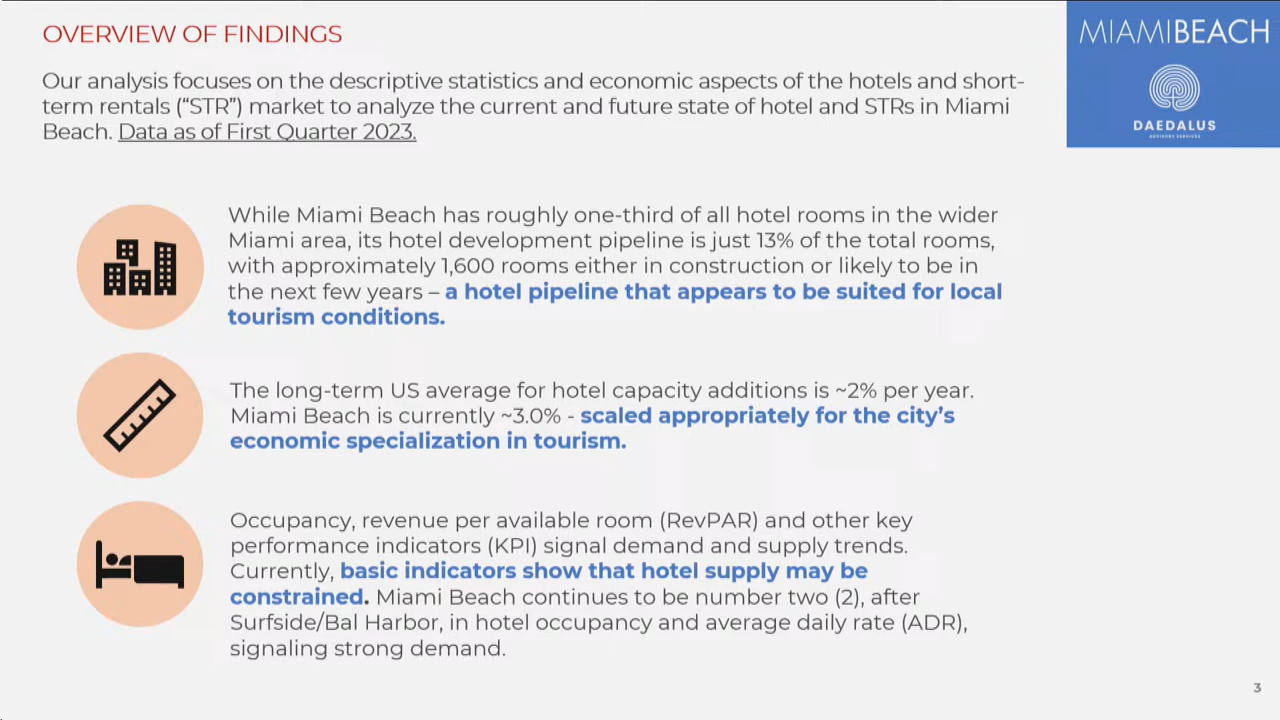 OVERVIEW OF FINDINGS
MIAMIBEACH
DAEDALUS
ADVISORY SERVICES
Our analysis focuses on the descriptive statistics and economic aspects of the hotels and short-
term rentals (“STR”) market to analyze the current and future state of hotel and STRs in Miami
Beach. Data as of First Quarter 2023.
While Miami Beach has roughly one-third of all hotel rooms in the wider
Miami area, its hotel development pipeline is just 13% of the total rooms,
with approximately 1,600 rooms either in construction or likely to be in
the next few years – a hotel pipeline that appears to be suited for local
tourism conditions.
The long-term US average for hotel capacity additions is ~2% per year.
Miami Beach is currently ~3.0% - scaled appropriately for the city’s
economic specialization in tourism.
Occupancy, revenue per available room (RevPAR) and other key
performance indicators (KPI) signal demand and supply trends.
Currently, basic indicators show that hotel supply may be
constrained. Miami Beach continues to be number two (2), after
Surfside/Bal Harbor, in hotel occupancy and average daily rate (ADR),
signaling strong demand.
3